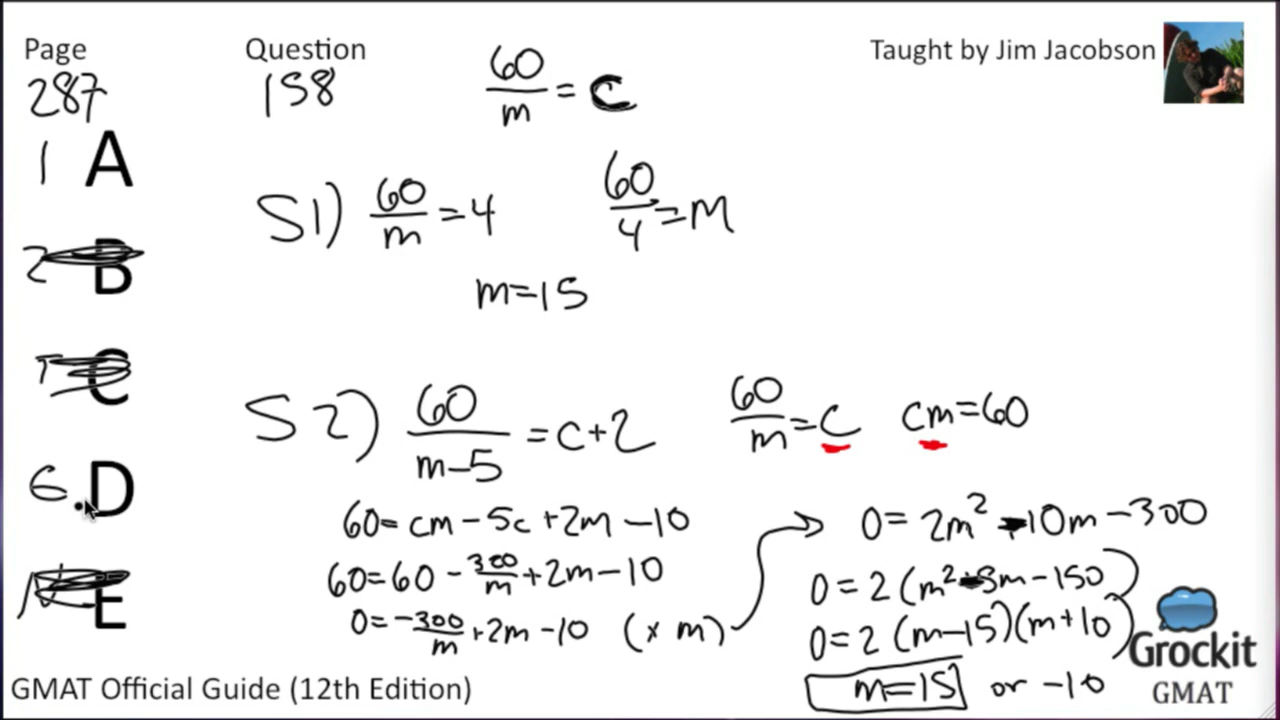 Page
Question
Taught by Jim Jacobson
287
158
60/m = C
1 A
2 B
T C
6 D
N E
S1) 60/m = 4
60/4 = M
m=15
S2) 60/(m-5) = c+2
60/m = C
cm=60
60= cm - 5c +2m -10
60=60 - 300/m +2m -10
0= -300/m +2m -10 (x m)
0= 2m² -10m -300
0=2(m² -5m -150)
0=2 (m-15)(m+10)
m=15 or -10
Grockit
GMAT
GMAT Official Guide (12th Edition)